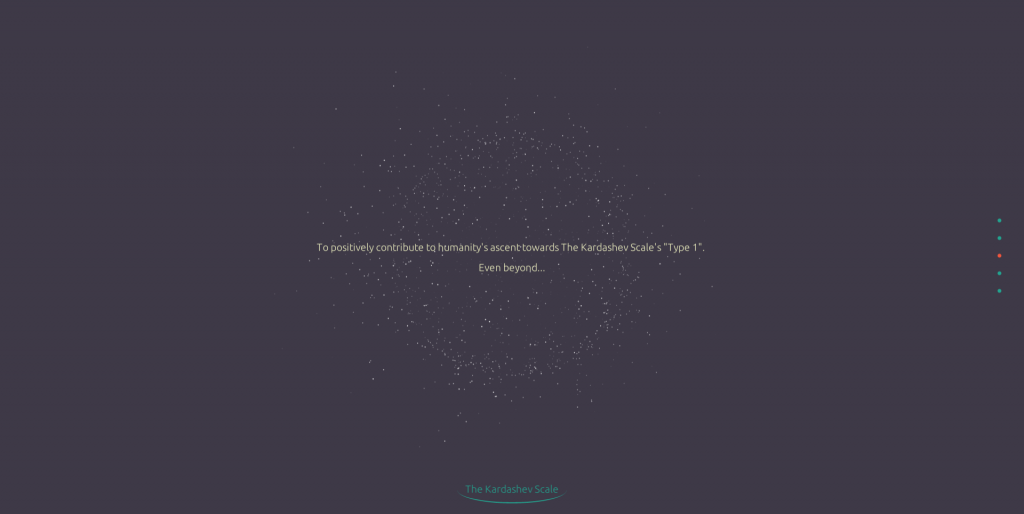 To positively contribute to humanity's ascent towards The Kardashev Scale's "Type 1".
Even beyond...
The Kardashev Scale